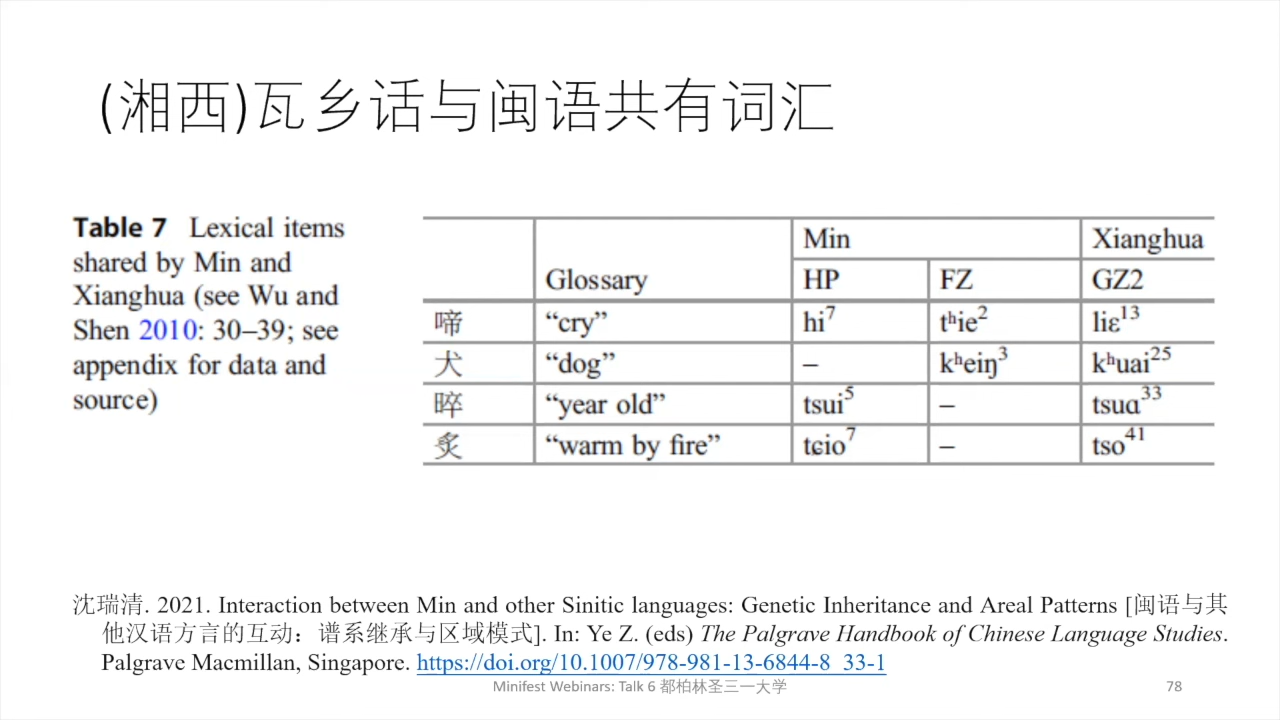 (湘西)瓦乡话与闽语共有词汇
Table 7 Lexical items
shared by Min and
Xianghua (see Wu and
Shen 2010: 30–39; see
appendix for data and
source)
Min Xianghua
Glossary HP FZ GZ2
啼 “cry” hi⁷ tʰie² liɛ¹³
犬 “dog” – kʰeiŋ³ kʰuai²⁵
晬 “year old” tsui⁵ – tsuɑ³³
炙 “warm by fire” tɕio⁷ – tso⁴¹
沈瑞清. 2021. Interaction between Min and other Sinitic languages: Genetic Inheritance and Areal Patterns [闽语与其
他汉语方言的互动：谱系继承与区域模式]. In: Ye Z. (eds) The Palgrave Handbook of Chinese Language Studies.
Palgrave Macmillan, Singapore. https://doi.org/10.1007/978-981-13-6844-8_33-1
Minifest Webinars: Talk 6 都柏林圣三一大学 78